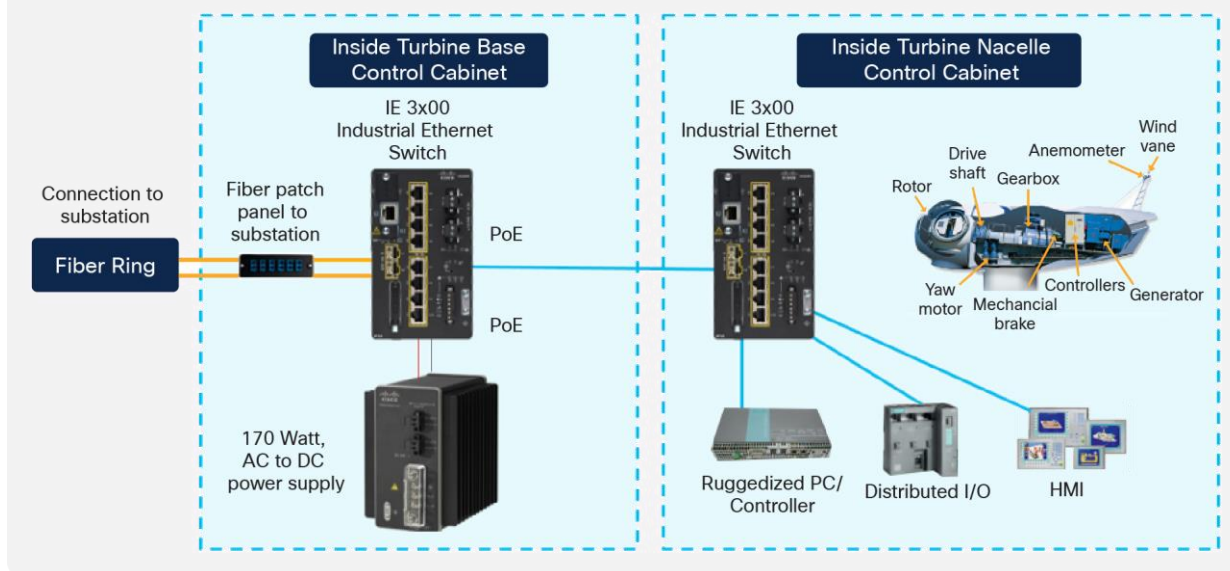 Inside Turbine Base
Control Cabinet
Inside Turbine Nacelle
Control Cabinet
IE 3x00
Industrial Ethernet
Switch
IE 3x00
Industrial Ethernet
Switch
Connection to
substation
Fiber Ring
Fiber patch
panel to
substation
PoE
PoE
170 Watt,
AC to DC
power supply
Wind
vane
Anemometer
Drive
shaft
Gearbox
Rotor
Yaw
motor
Mechancial
brake
Controllers
Generator
Ruggedized PC/
Controller
Distributed I/O
HMI